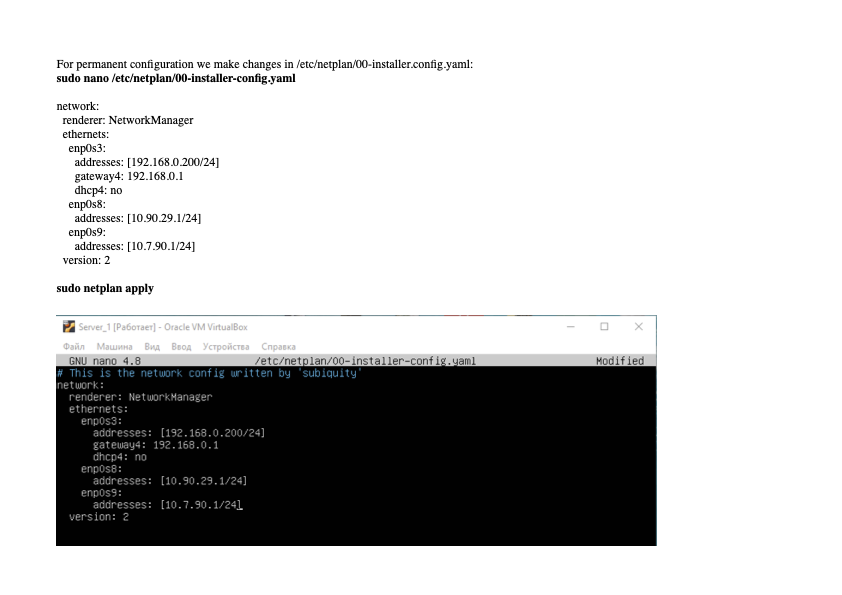 For permanent configuration we make changes in /etc/netplan/00-installer.config.yaml:
sudo nano /etc/netplan/00-installer-config.yaml
network:
renderer: NetworkManager
ethernets:
enp0s3:
addresses: [192.168.0.200/24]
gateway4: 192.168.0.1
dhcp4: no
enp0s8:
addresses: [10.90.29.1/24]
enp0s9:
addresses: [10.7.90.1/24]
version: 2
sudo netplan apply
Server_1 [Работает] - Oracle VM VirtualBox
Файл Машина Вид Ввод Устройства Справка
GNU nano 4.8 /etc/netplan/00-installer-config.yaml Modified
# This is the network config written by 'subiquity'
network:
renderer: NetworkManager
ethernets:
enp0s3:
addresses: [192.168.0.200/24]
gateway4: 192.168.0.1
dhcp4: no
enp0s8:
addresses: [10.90.29.1/24]
enp0s9:
addresses: [10.7.90.1/24]
version: 2